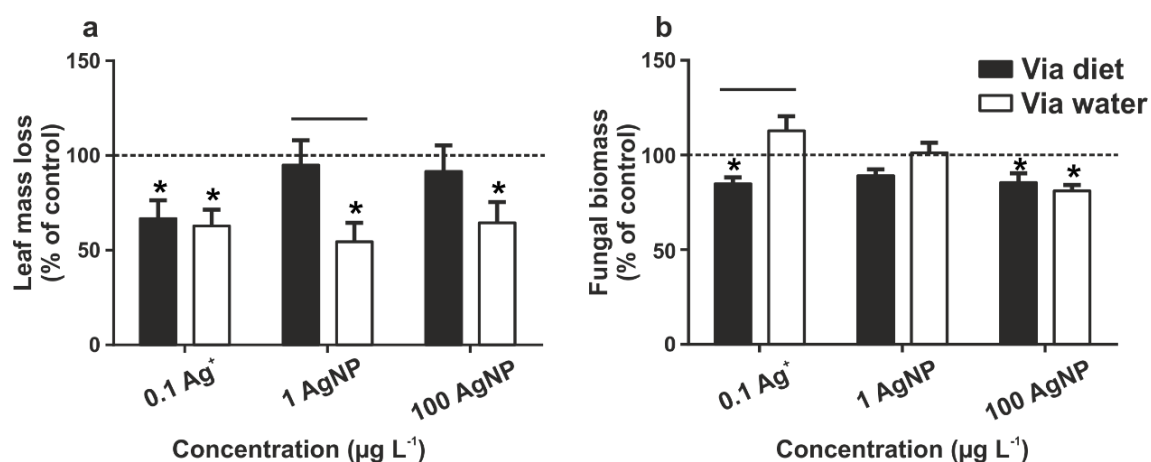 a
150
100
50
0
Leaf mass loss
(% of control)
*
*
*
*
0.1 Ag⁺
1 AgNP
100 AgNP
Concentration (µg L⁻¹)
b
150
100
50
0
Fungal biomass
(% of control)
Via diet
Via water
*
*
*
0.1 Ag⁺
1 AgNP
100 AgNP
Concentration (µg L⁻¹)